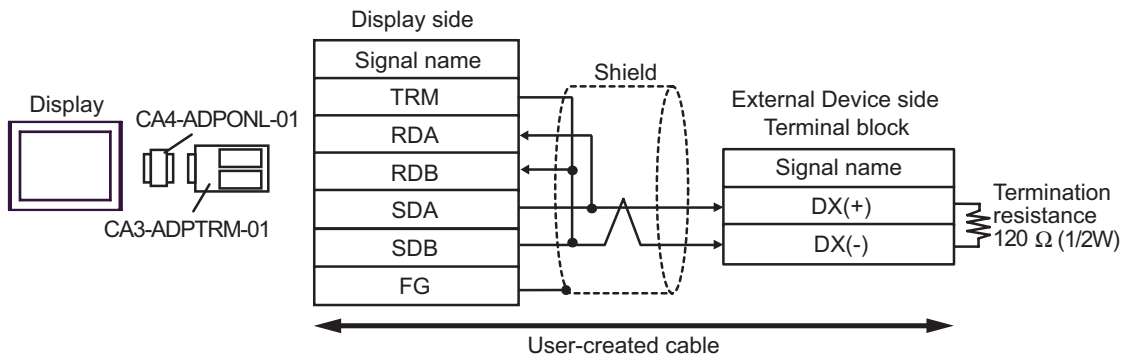 Display
CA4-ADPONL-01
CA3-ADPTRM-01
Display side
Signal name
TRM
RDA
RDB
SDA
SDB
FG
Shield
External Device side
Terminal block
Signal name
DX(+)
DX(-)
Termination
resistance
120 Ω (1/2W)
User-created cable